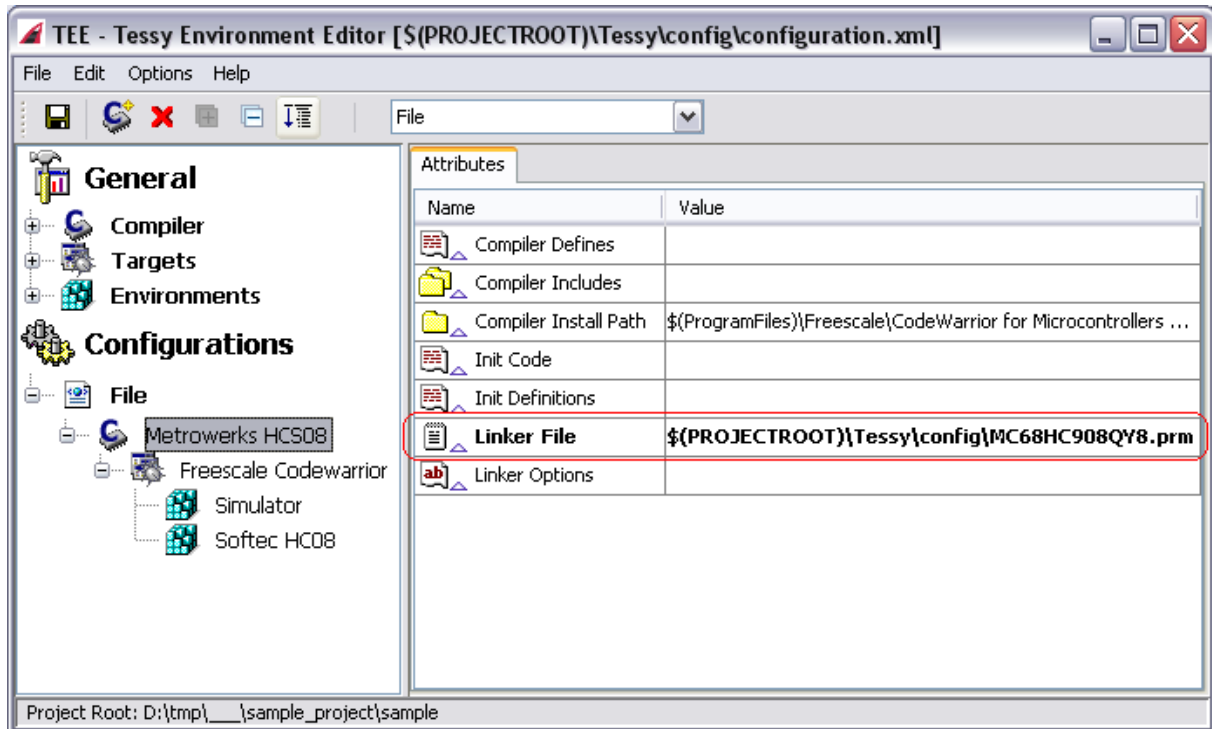 TEE - Tessy Environment Editor [$(PROJECTROOT)\Tessy\config\configuration.xml]
File Edit Options Help
File
General
Compiler
Targets
Environments
Configurations
File
Metrowerks HCS08
Freescale Codewarrior
Simulator
Softec HC08
Attributes
Name Value
Compiler Defines
Compiler Includes
Compiler Install Path $(ProgramFiles)\Freescale\CodeWarrior for Microcontrollers ...
Init Code
Init Definitions
Linker File $(PROJECTROOT)\Tessy\config\MC68HC908QY8.prm
ab Linker Options
Project Root: D:\tmp\___\sample_project\sample